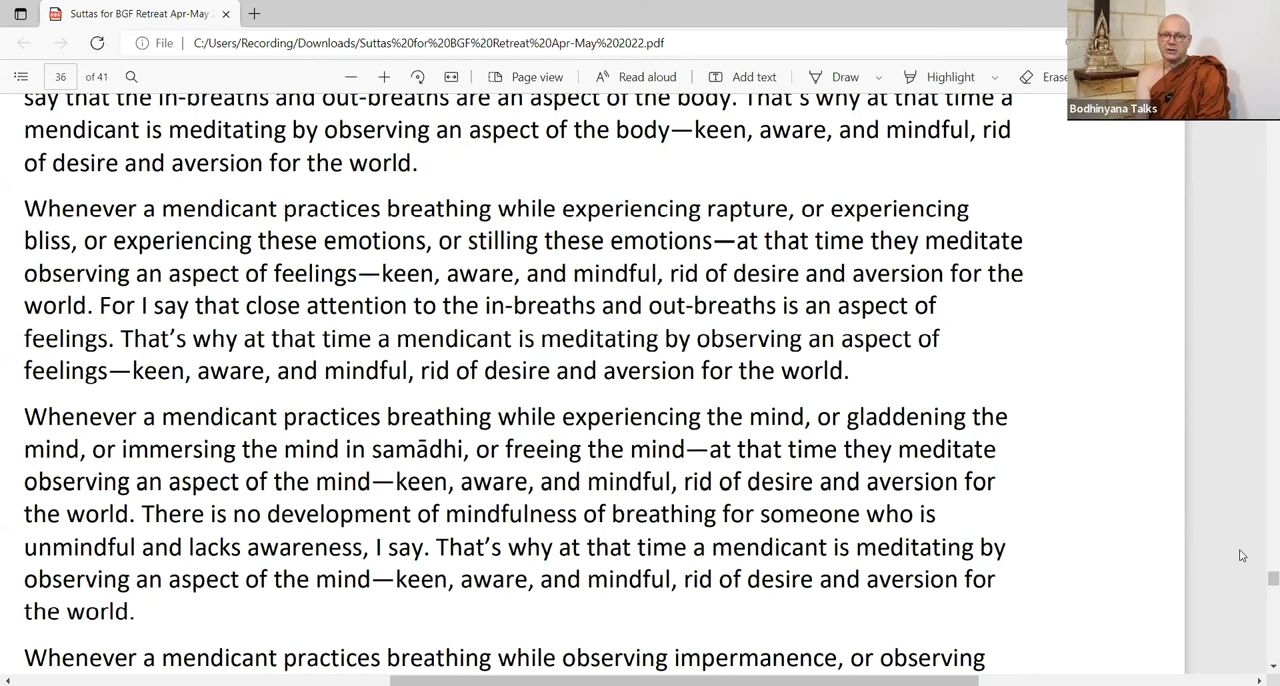 Suttas for BGF Retreat Apr-May 2022
File C:/Users/Recording/Downloads/Suttas%20for%20BGF%20Retreat%20Apr-May%202022.pdf
36 of 41 Page view Read aloud Add text Draw Highlight Erase
Bodhinyana Talks
say that the in-breaths and out-breaths are an aspect of the body. That's why at that time a
mendicant is meditating by observing an aspect of the body—keen, aware, and mindful, rid
of desire and aversion for the world.
Whenever a mendicant practices breathing while experiencing rapture, or experiencing
bliss, or experiencing these emotions, or stilling these emotions—at that time they meditate
observing an aspect of feelings—keen, aware, and mindful, rid of desire and aversion for the
world. For I say that close attention to the in-breaths and out-breaths is an aspect of
feelings. That's why at that time a mendicant is meditating by observing an aspect of
feelings—keen, aware, and mindful, rid of desire and aversion for the world.
Whenever a mendicant practices breathing while experiencing the mind, or gladdening the
mind, or immersing the mind in samādhi, or freeing the mind—at that time they meditate
observing an aspect of the mind—keen, aware, and mindful, rid of desire and aversion for
the world. There is no development of mindfulness of breathing for someone who is
unmindful and lacks awareness, I say. That's why at that time a mendicant is meditating by
observing an aspect of the mind—keen, aware, and mindful, rid of desire and aversion for
the world.
Whenever a mendicant practices breathing while observing impermanence, or observing